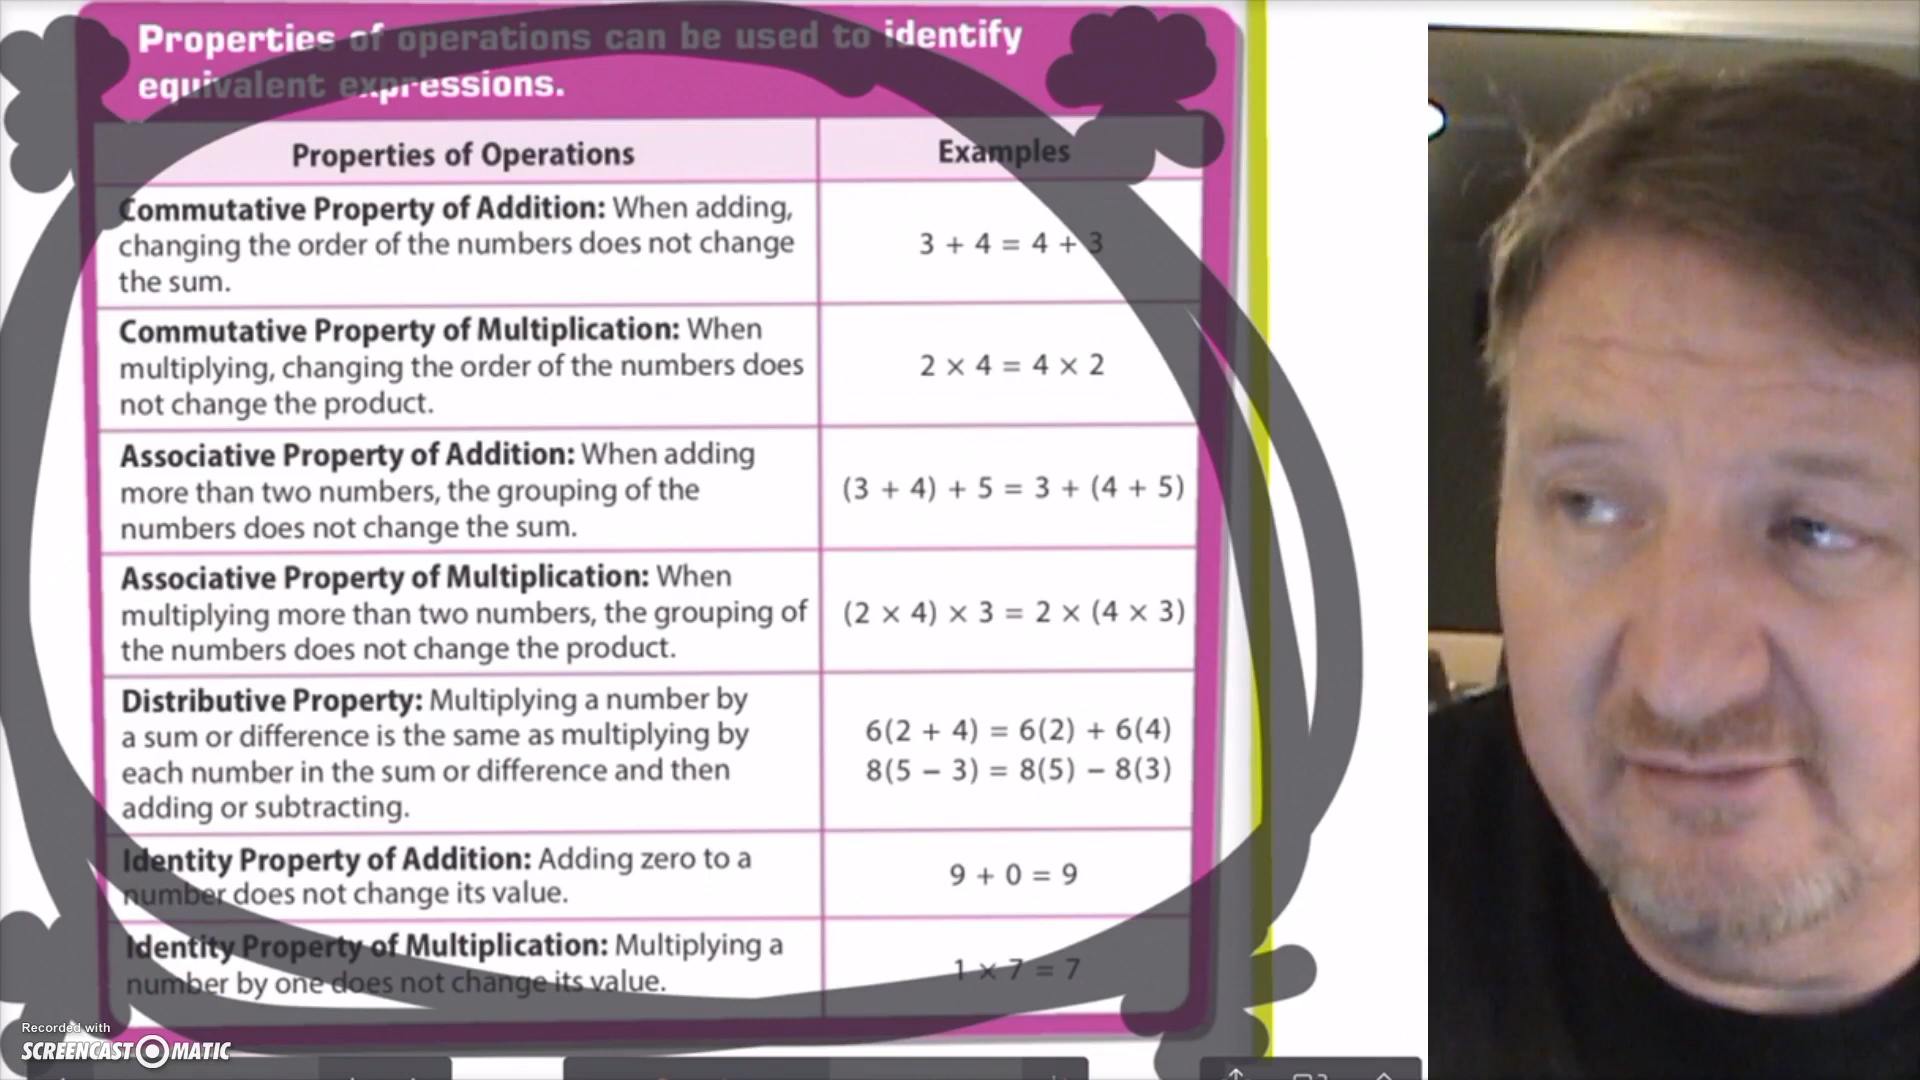 Properties of operations can be used to identify
equivalent expressions.
Properties of Operations
Examples
Commutative Property of Addition: When adding,
changing the order of the numbers does not change
the sum.
3 + 4 = 4 + 3
Commutative Property of Multiplication: When
multiplying, changing the order of the numbers does
not change the product.
2 × 4 = 4 × 2
Associative Property of Addition: When adding
more than two numbers, the grouping of the
numbers does not change the sum.
(3 + 4) + 5 = 3 + (4 + 5)
Associative Property of Multiplication: When
multiplying more than two numbers, the grouping of
the numbers does not change the product.
(2 × 4) × 3 = 2 × (4 × 3)
Distributive Property: Multiplying a number by
a sum or difference is the same as multiplying by
each number in the sum or difference and then
adding or subtracting.
6(2 + 4) = 6(2) + 6(4)
8(5 − 3) = 8(5) − 8(3)
Identity Property of Addition: Adding zero to a
number does not change its value.
9 + 0 = 9
Identity Property of Multiplication: Multiplying a
number by one does not change its value.
1 × 7 = 7
Recorded with
SCREENCAST-O-MATIC